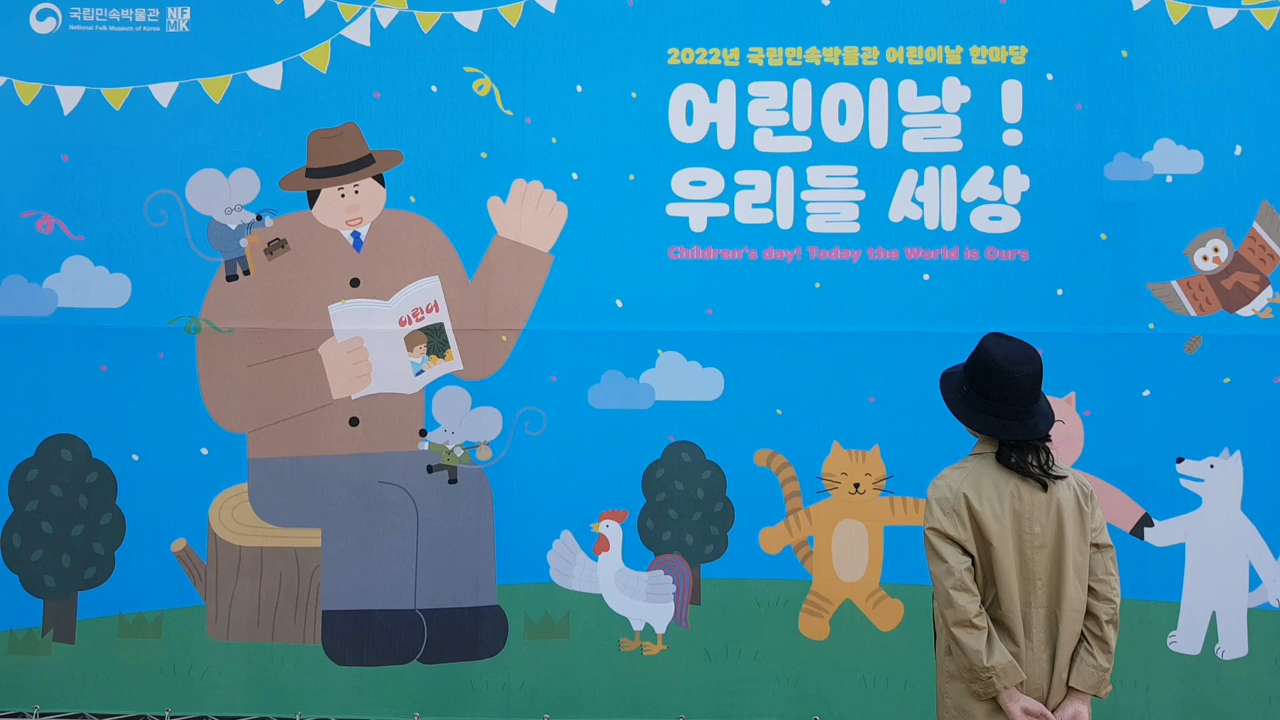 국립민속박물관
National Folk Museum of Korea
NF
MK
2022년 국립민속박물관 어린이날 한마당
어린이날 !
우리들 세상
Children's day! Today the World is Ours
어린이